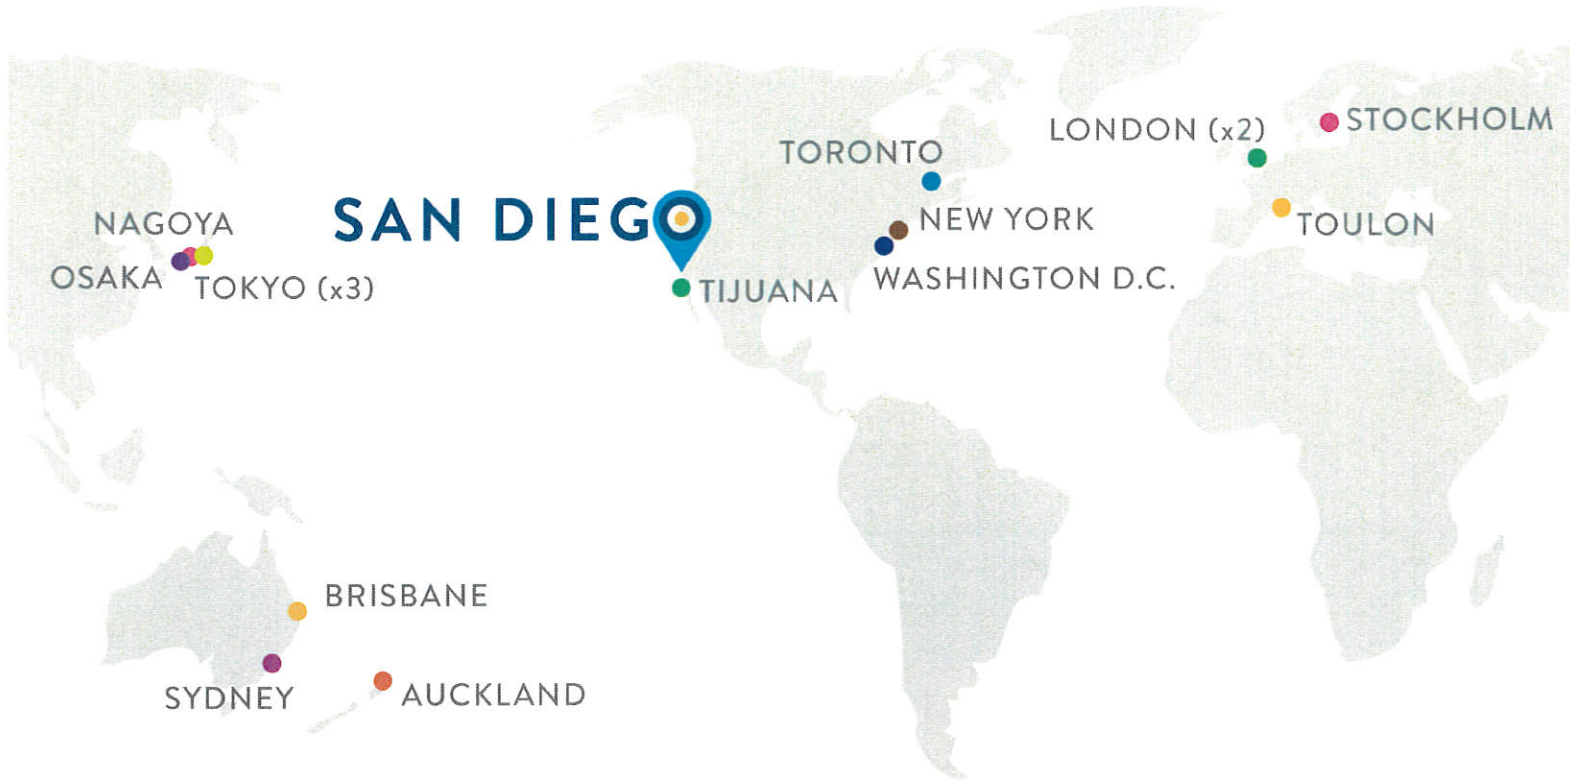 STOCKHOLM
LONDON (x2)
TORONTO
SAN DIEGO
NEW YORK
TOULON
NAGOYA
OSAKA
TOKYO (x3)
TIJUANA
WASHINGTON D.C.
BRISBANE
SYDNEY
AUCKLAND